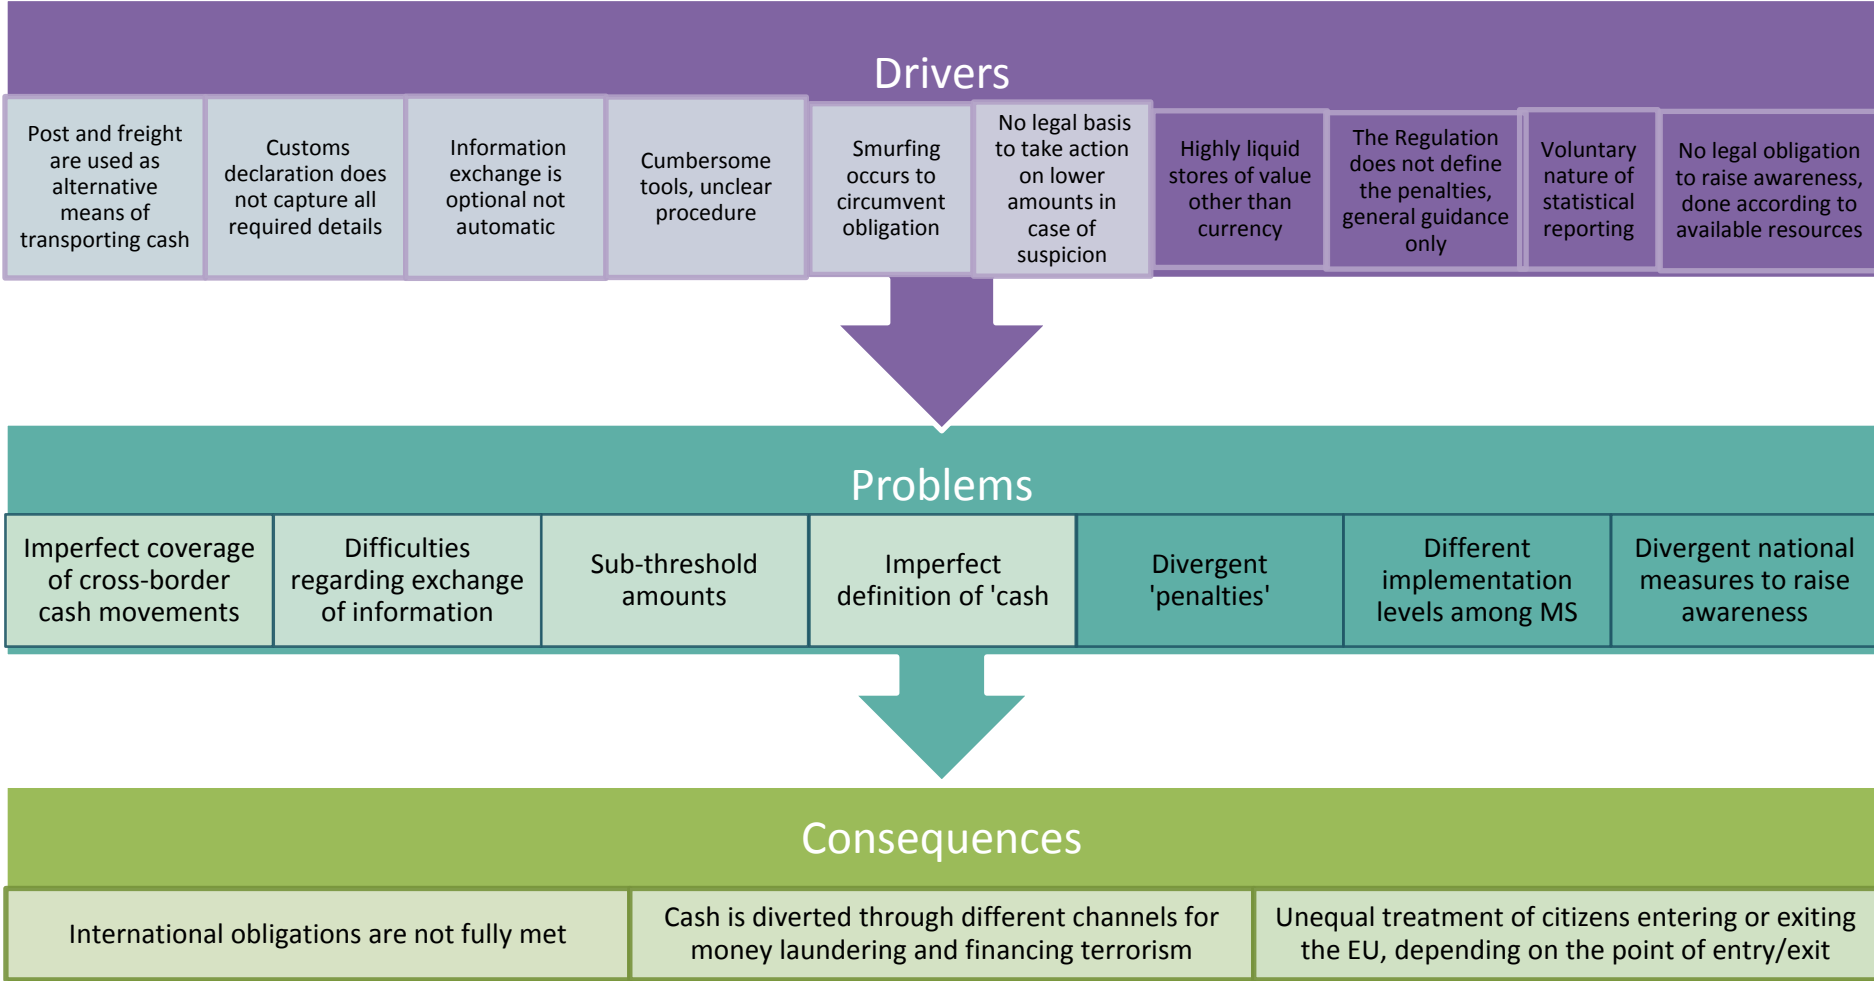 Drivers
Post and freight
are used as
alternative
means of
transporting cash
Customs
declaration does
not capture all
required details
Information
exchange is
optional not
automatic
Cumbersome
tools, unclear
procedure
Smurfing
occurs to
circumvent
obligation
No legal basis
to take action
on lower
amounts in
case of
suspicion
Highly liquid
stores of value
other than
currency
The Regulation
does not define
the penalties,
general guidance
only
Voluntary
nature of
statistical
reporting
No legal obligation
to raise awareness,
done according to
available resources
Problems
Imperfect coverage
of cross-border
cash movements
Difficulties
regarding exchange
of information
Sub-threshold
amounts
Imperfect
definition of 'cash
Divergent
'penalties'
Different
implementation
levels among MS
Divergent national
measures to raise
awareness
Consequences
International obligations are not fully met
Cash is diverted through different channels for
money laundering and financing terrorism
Unequal treatment of citizens entering or exiting
the EU, depending on the point of entry/exit